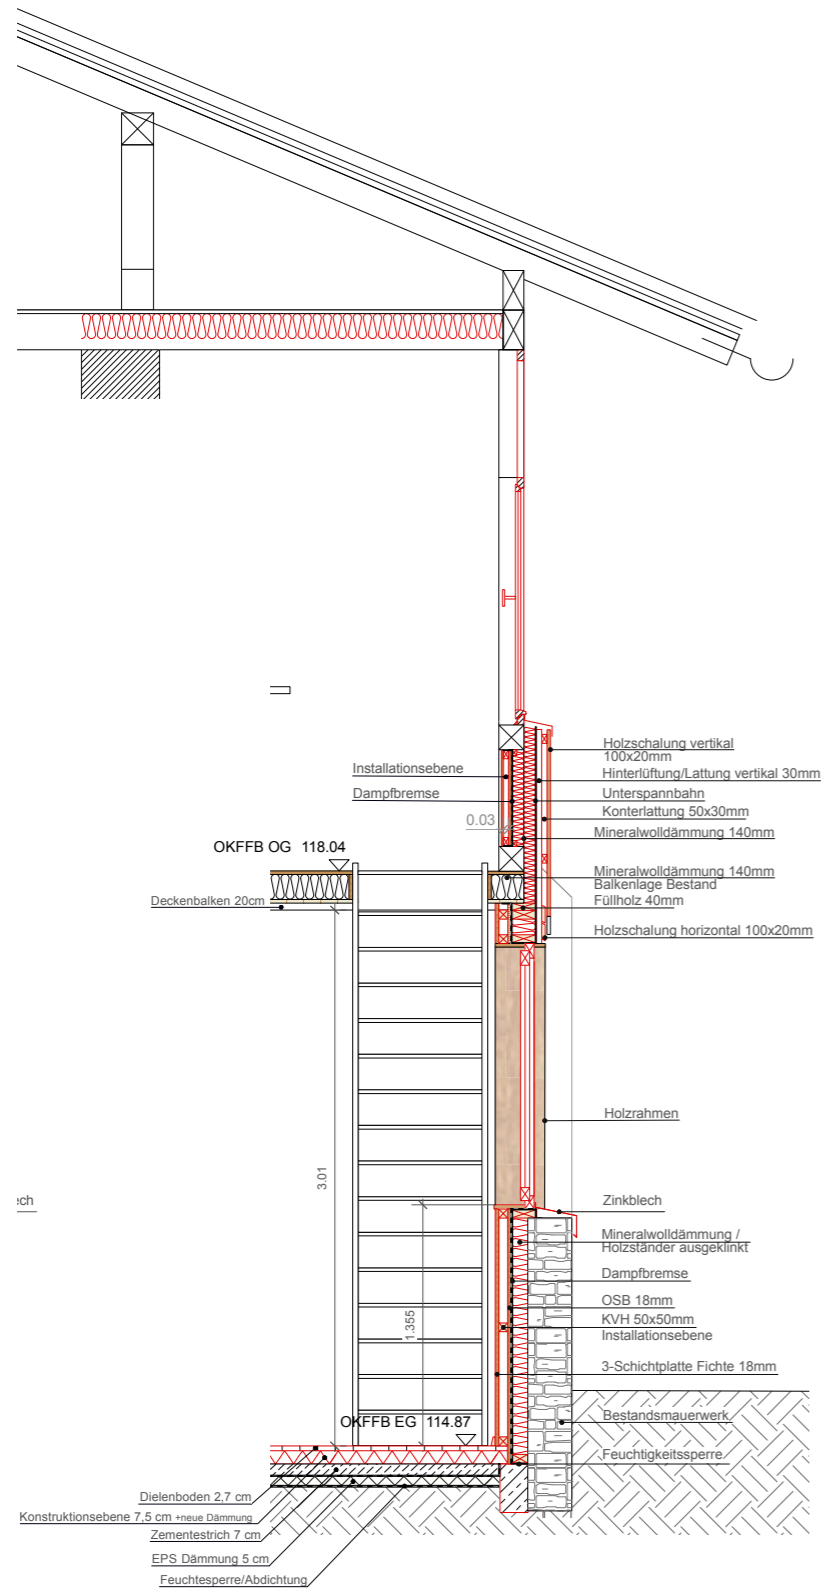 Holzschalung vertikal
100x20mm
Installationsebene
Hinterlüftung/Lattung vertikal 30mm
Dampfbremse
Unterspannbahn
Konterlattung 50x30mm
0.03
Mineralwolldämmung 140mm
OKFFB OG 118.04
Mineralwolldämmung 140mm
Balkenlage Bestand
Deckenbalken 20cm
Füllholz 40mm
Holzschalung horizontal 100x20mm
Holzrahmen
3.01
ech
Zinkblech
Mineralwolldämmung /
Holzständer ausgeklinkt
Dampfbremse
OSB 18mm
1.355
KVH 50x50mm
Installationsebene
3-Schichtplatte Fichte 18mm
OKFFB EG 114.87
Bestandsmauerwerk
Feuchtigkeitssperre
Dielenboden 2,7 cm
Konstruktionsebene 7,5 cm +neue Dämmung
Zementestrich 7 cm
EPS Dämmung 5 cm
Feuchtesperre/Abdichtung